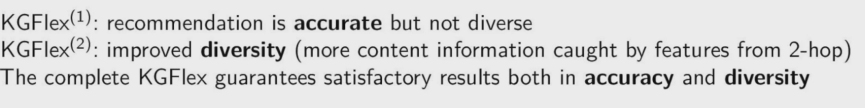 KGFlex(1): recommendation is accurate but not diverse
KGFlex(2): improved diversity (more content information caught by features from 2-hop)
The complete KGFlex guarantees satisfactory results both in accuracy and diversity